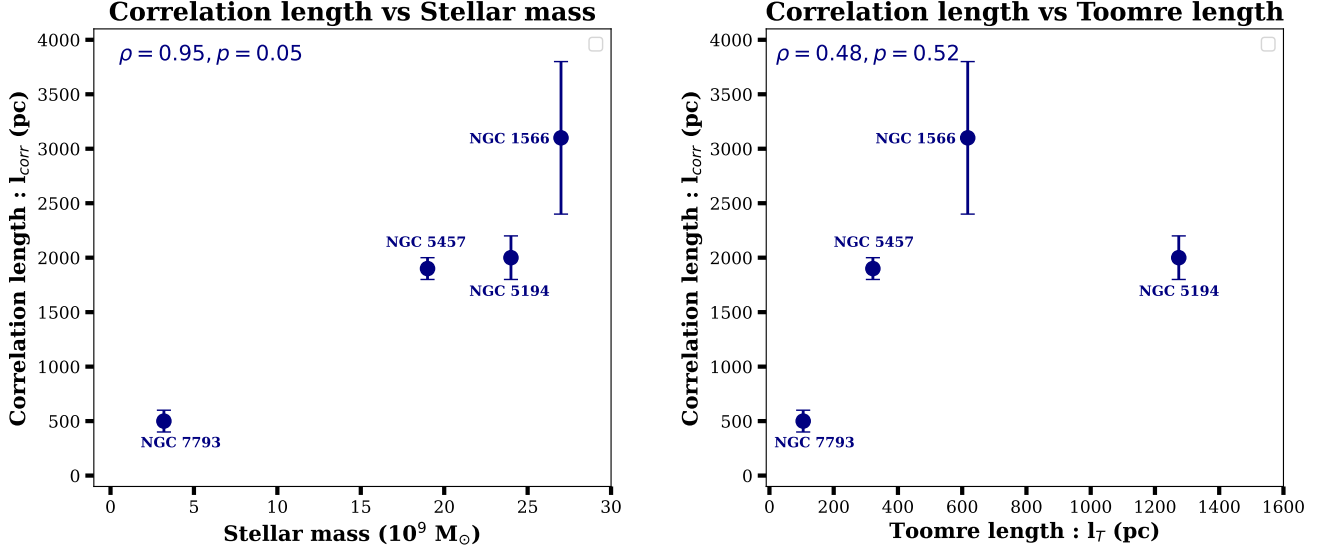 Correlation length vs Stellar mass
ρ = 0.95, p = 0.05
NGC 1566
NGC 5457
NGC 5194
NGC 7793
4000
3500
3000
2500
2000
1500
1000
500
0
Correlation length : l_corr (pc)
0 5 10 15 20 25 30
Stellar mass (10⁹ M☉)
Correlation length vs Toomre length
ρ = 0.48, p = 0.52
NGC 1566
NGC 5457
NGC 5194
NGC 7793
4000
3500
3000
2500
2000
1500
1000
500
0
Correlation length : l_corr (pc)
0 200 400 600 800 1000 1200 1400 1600
Toomre length : l_T (pc)